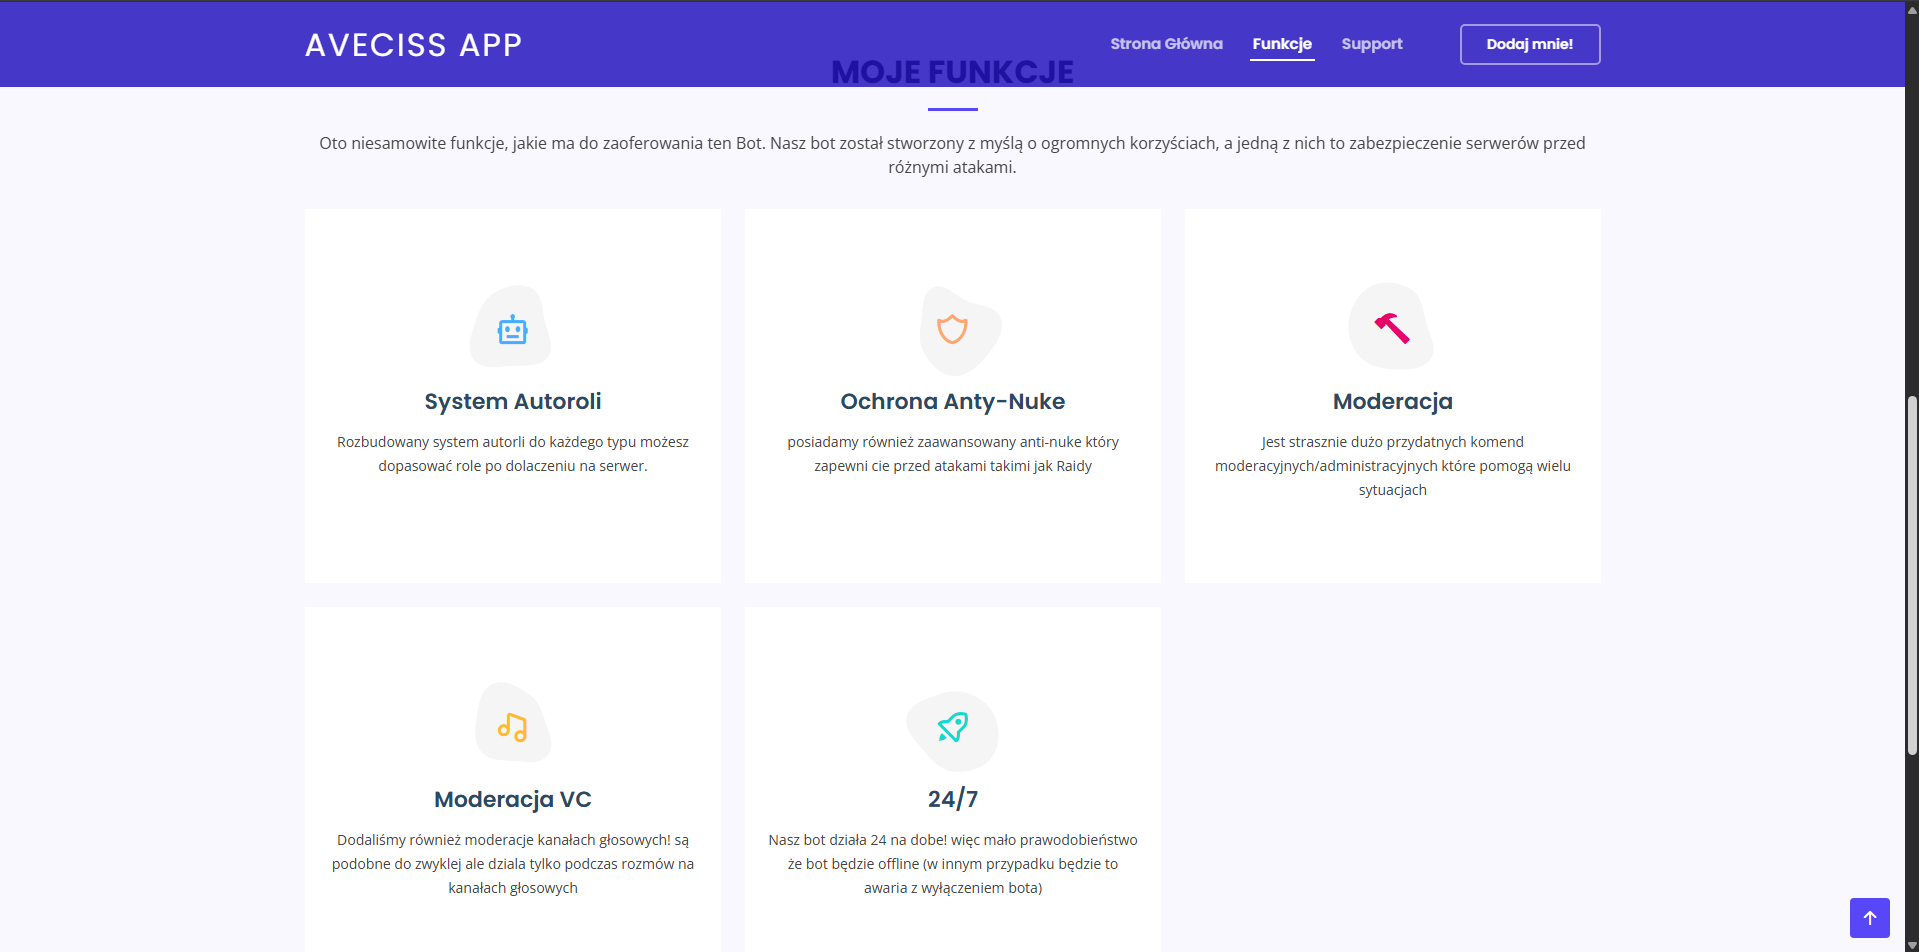 AVECISS APP
Strona Główna
Funkcje
Support
Dodaj mnie!
MOJE FUNKCJE
Oto niesamowite funkcje, jakie ma do zaoferowania ten Bot. Nasz bot został stworzony z myślą o ogromnych korzyściach, a jedną z nich to zabezpieczenie serwerów przed
różnymi atakami.
System Autoroli
Rozbudowany system autorli do każdego typu możesz
dopasować role po dolaczeniu na serwer.
Ochrona Anty-Nuke
posiadamy również zaawansowany anti-nuke który
zapewni cie przed atakami takimi jak Raidy
Moderacja
Jest strasznie dużo przydatnych komend
moderacyjnych/administracyjnych które pomogą wielu
sytuacjach
Moderacja VC
Dodaliśmy również moderacje kanałach głosowych! są
podobne do zwyklej ale dziala tylko podczas rozmów na
kanałach głosowych
24/7
Nasz bot działa 24 na dobe! więc mało prawodobieństwo
że bot będzie offline (w innym przypadku będzie to
awaria z wyłączeniem bota)